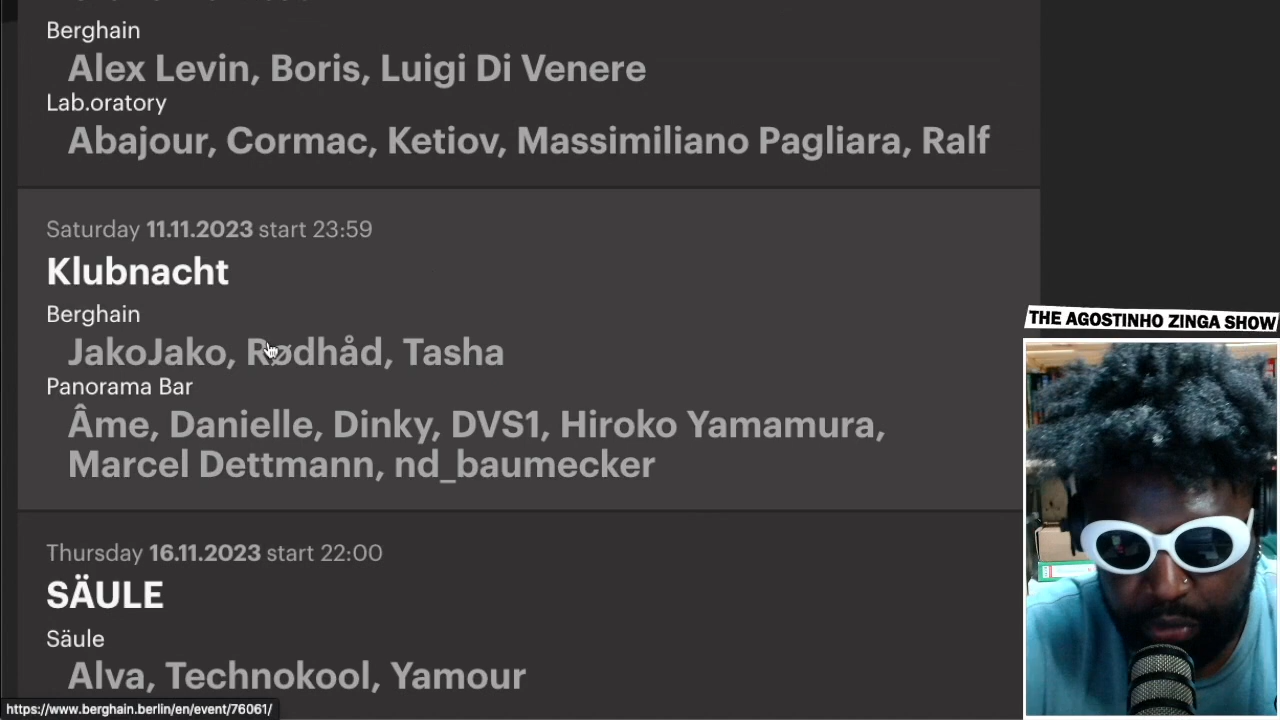 Berghain
Alex Levin, Boris, Luigi Di Venere
Lab.oratory
Abajour, Cormac, Ketiov, Massimiliano Pagliara, Ralf
Saturday 11.11.2023 start 23:59
Klubnacht
Berghain
JakoJako, Rødhåd, Tasha
Panorama Bar
Âme, Danielle, Dinky, DVS1, Hiroko Yamamura,
Marcel Dettmann, nd_baumecker
THE AGOSTINHO ZINGA SHOW
Thursday 16.11.2023 start 22:00
SÄULE
Säule
Alva, Technokool, Yamour
https://www.berghain.berlin/en/event/76061/